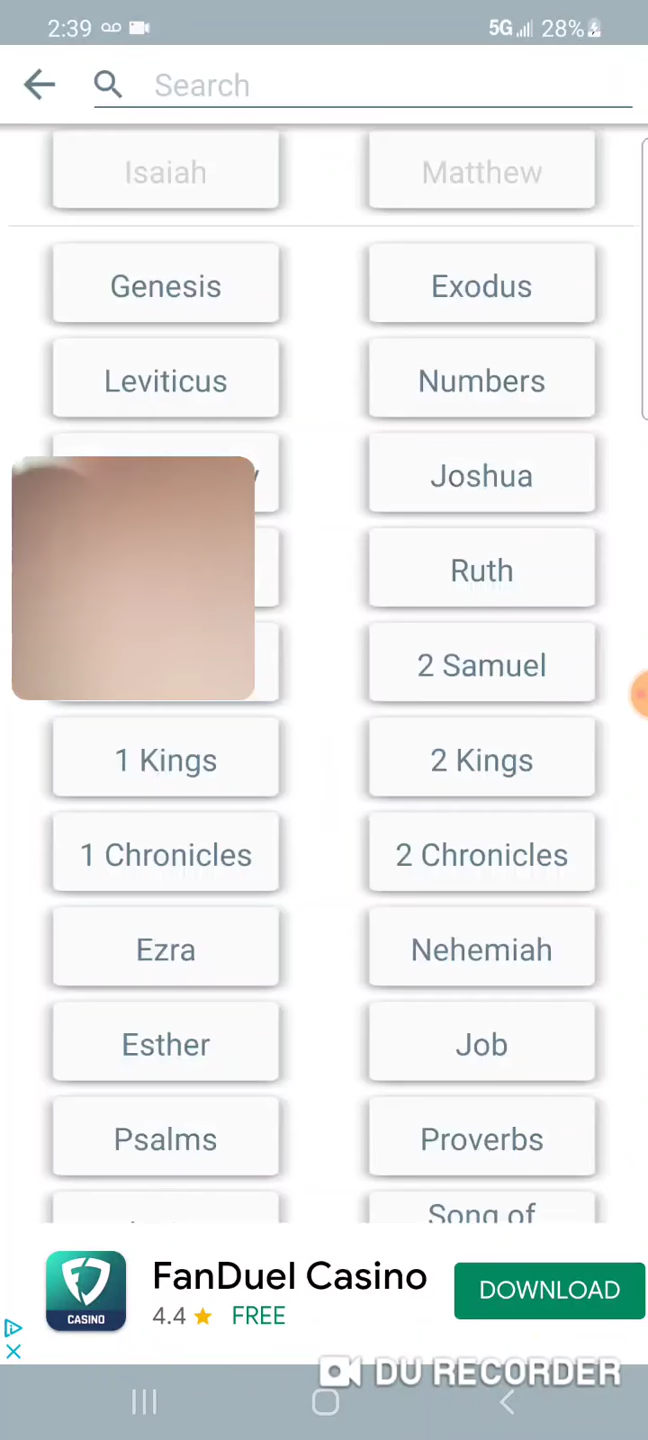 2:39
5G 28%
Search
Isaiah Matthew
Genesis Exodus
Leviticus Numbers
Joshua
Ruth
2 Samuel
1 Kings 2 Kings
1 Chronicles 2 Chronicles
Ezra Nehemiah
Esther Job
Psalms Proverbs
Song of
FanDuel Casino
4.4 FREE
DOWNLOAD
CASINO
DU RECORDER